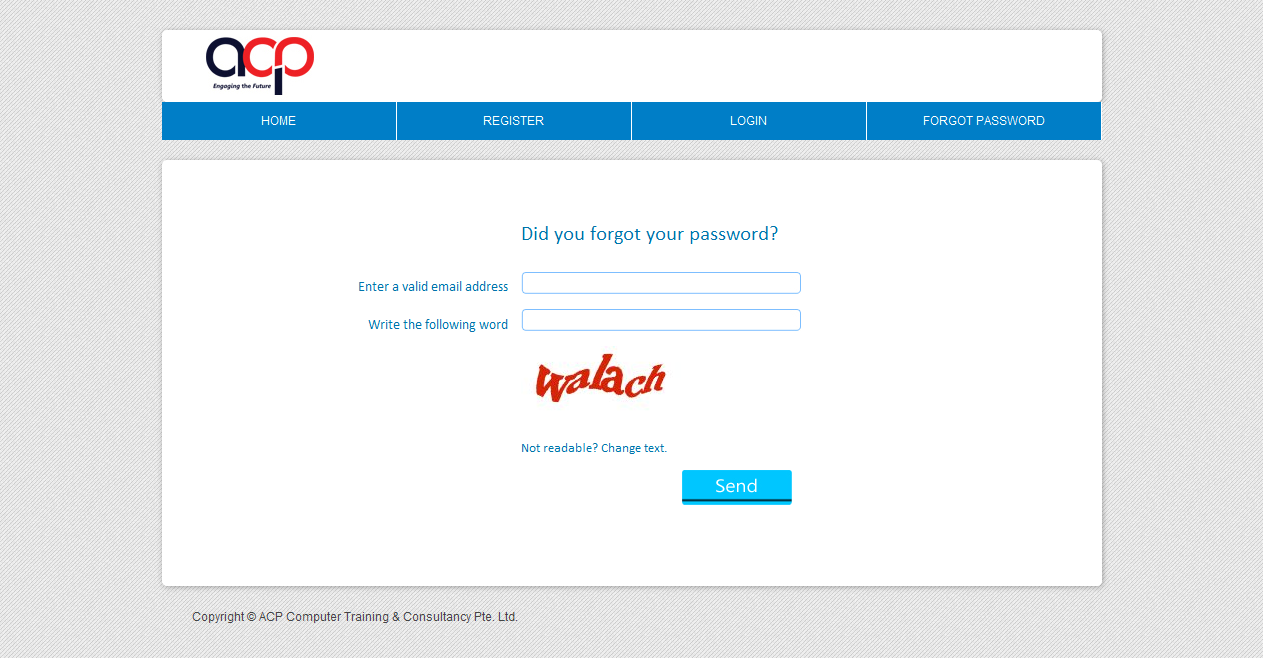 acp
Engaging the Future
HOME REGISTER LOGIN FORGOT PASSWORD
Did you forgot your password?
Enter a valid email address
Write the following word
walach
Not readable? Change text.
Send
Copyright © ACP Computer Training & Consultancy Pte. Ltd.